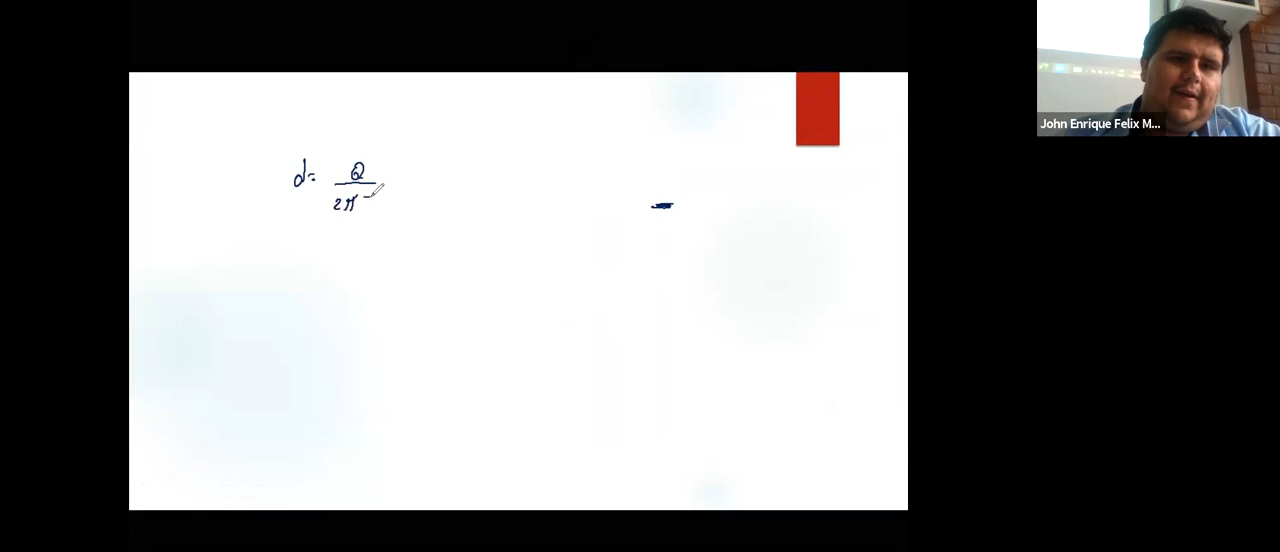 John Enrique Felix M...
d = Q / 2π